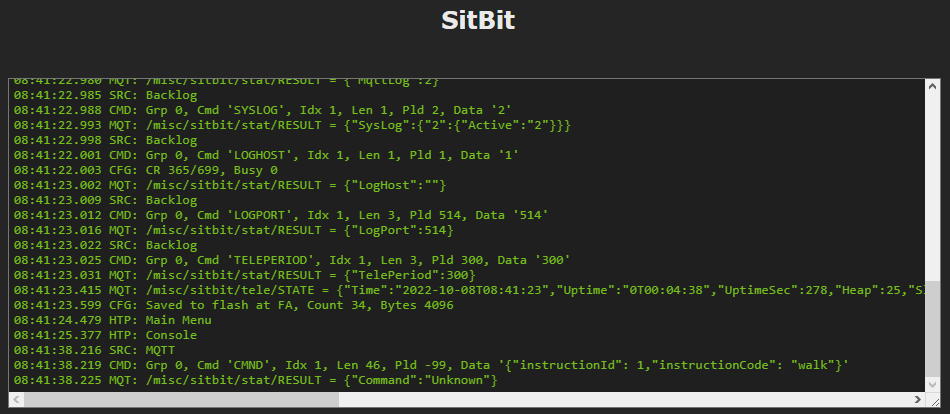 SitBit
08:41:22.980 MQT: /misc/sitbit/stat/RESULT = {"MqttLog":2}
08:41:22.985 SRC: Backlog
08:41:22.988 CMD: Grp 0, Cmd 'SYSLOG', Idx 1, Len 1, Pld 2, Data '2'
08:41:22.993 MQT: /misc/sitbit/stat/RESULT = {"SysLog":{"2":{"Active":"2"}}}
08:41:22.998 SRC: Backlog
08:41:22.001 CMD: Grp 0, Cmd 'LOGHOST', Idx 1, Len 1, Pld 1, Data '1'
08:41:22.003 CFG: CR 365/699, Busy 0
08:41:23.002 MQT: /misc/sitbit/stat/RESULT = {"LogHost":""}
08:41:23.009 SRC: Backlog
08:41:23.012 CMD: Grp 0, Cmd 'LOGPORT', Idx 1, Len 3, Pld 514, Data '514'
08:41:23.016 MQT: /misc/sitbit/stat/RESULT = {"LogPort":514}
08:41:23.022 SRC: Backlog
08:41:23.025 CMD: Grp 0, Cmd 'TELEPERIOD', Idx 1, Len 3, Pld 300, Data '300'
08:41:23.031 MQT: /misc/sitbit/stat/RESULT = {"TelePeriod":300}
08:41:23.415 MQT: /misc/sitbit/tele/STATE = {"Time":"2022-10-08T08:41:23","Uptime":"0T00:04:38","UptimeSec":278,"Heap":25,
08:41:23.599 CFG: Saved to flash at FA, Count 34, Bytes 4096
08:41:24.479 HTP: Main Menu
08:41:25.377 HTP: Console
08:41:38.216 SRC: MQTT
08:41:38.219 CMD: Grp 0, Cmd 'CMND', Idx 1, Len 46, Pld -99, Data '{"instructionId": 1,"instructionCode": "walk"}'
08:41:38.225 MQT: /misc/sitbit/stat/RESULT = {"Command":"Unknown"}